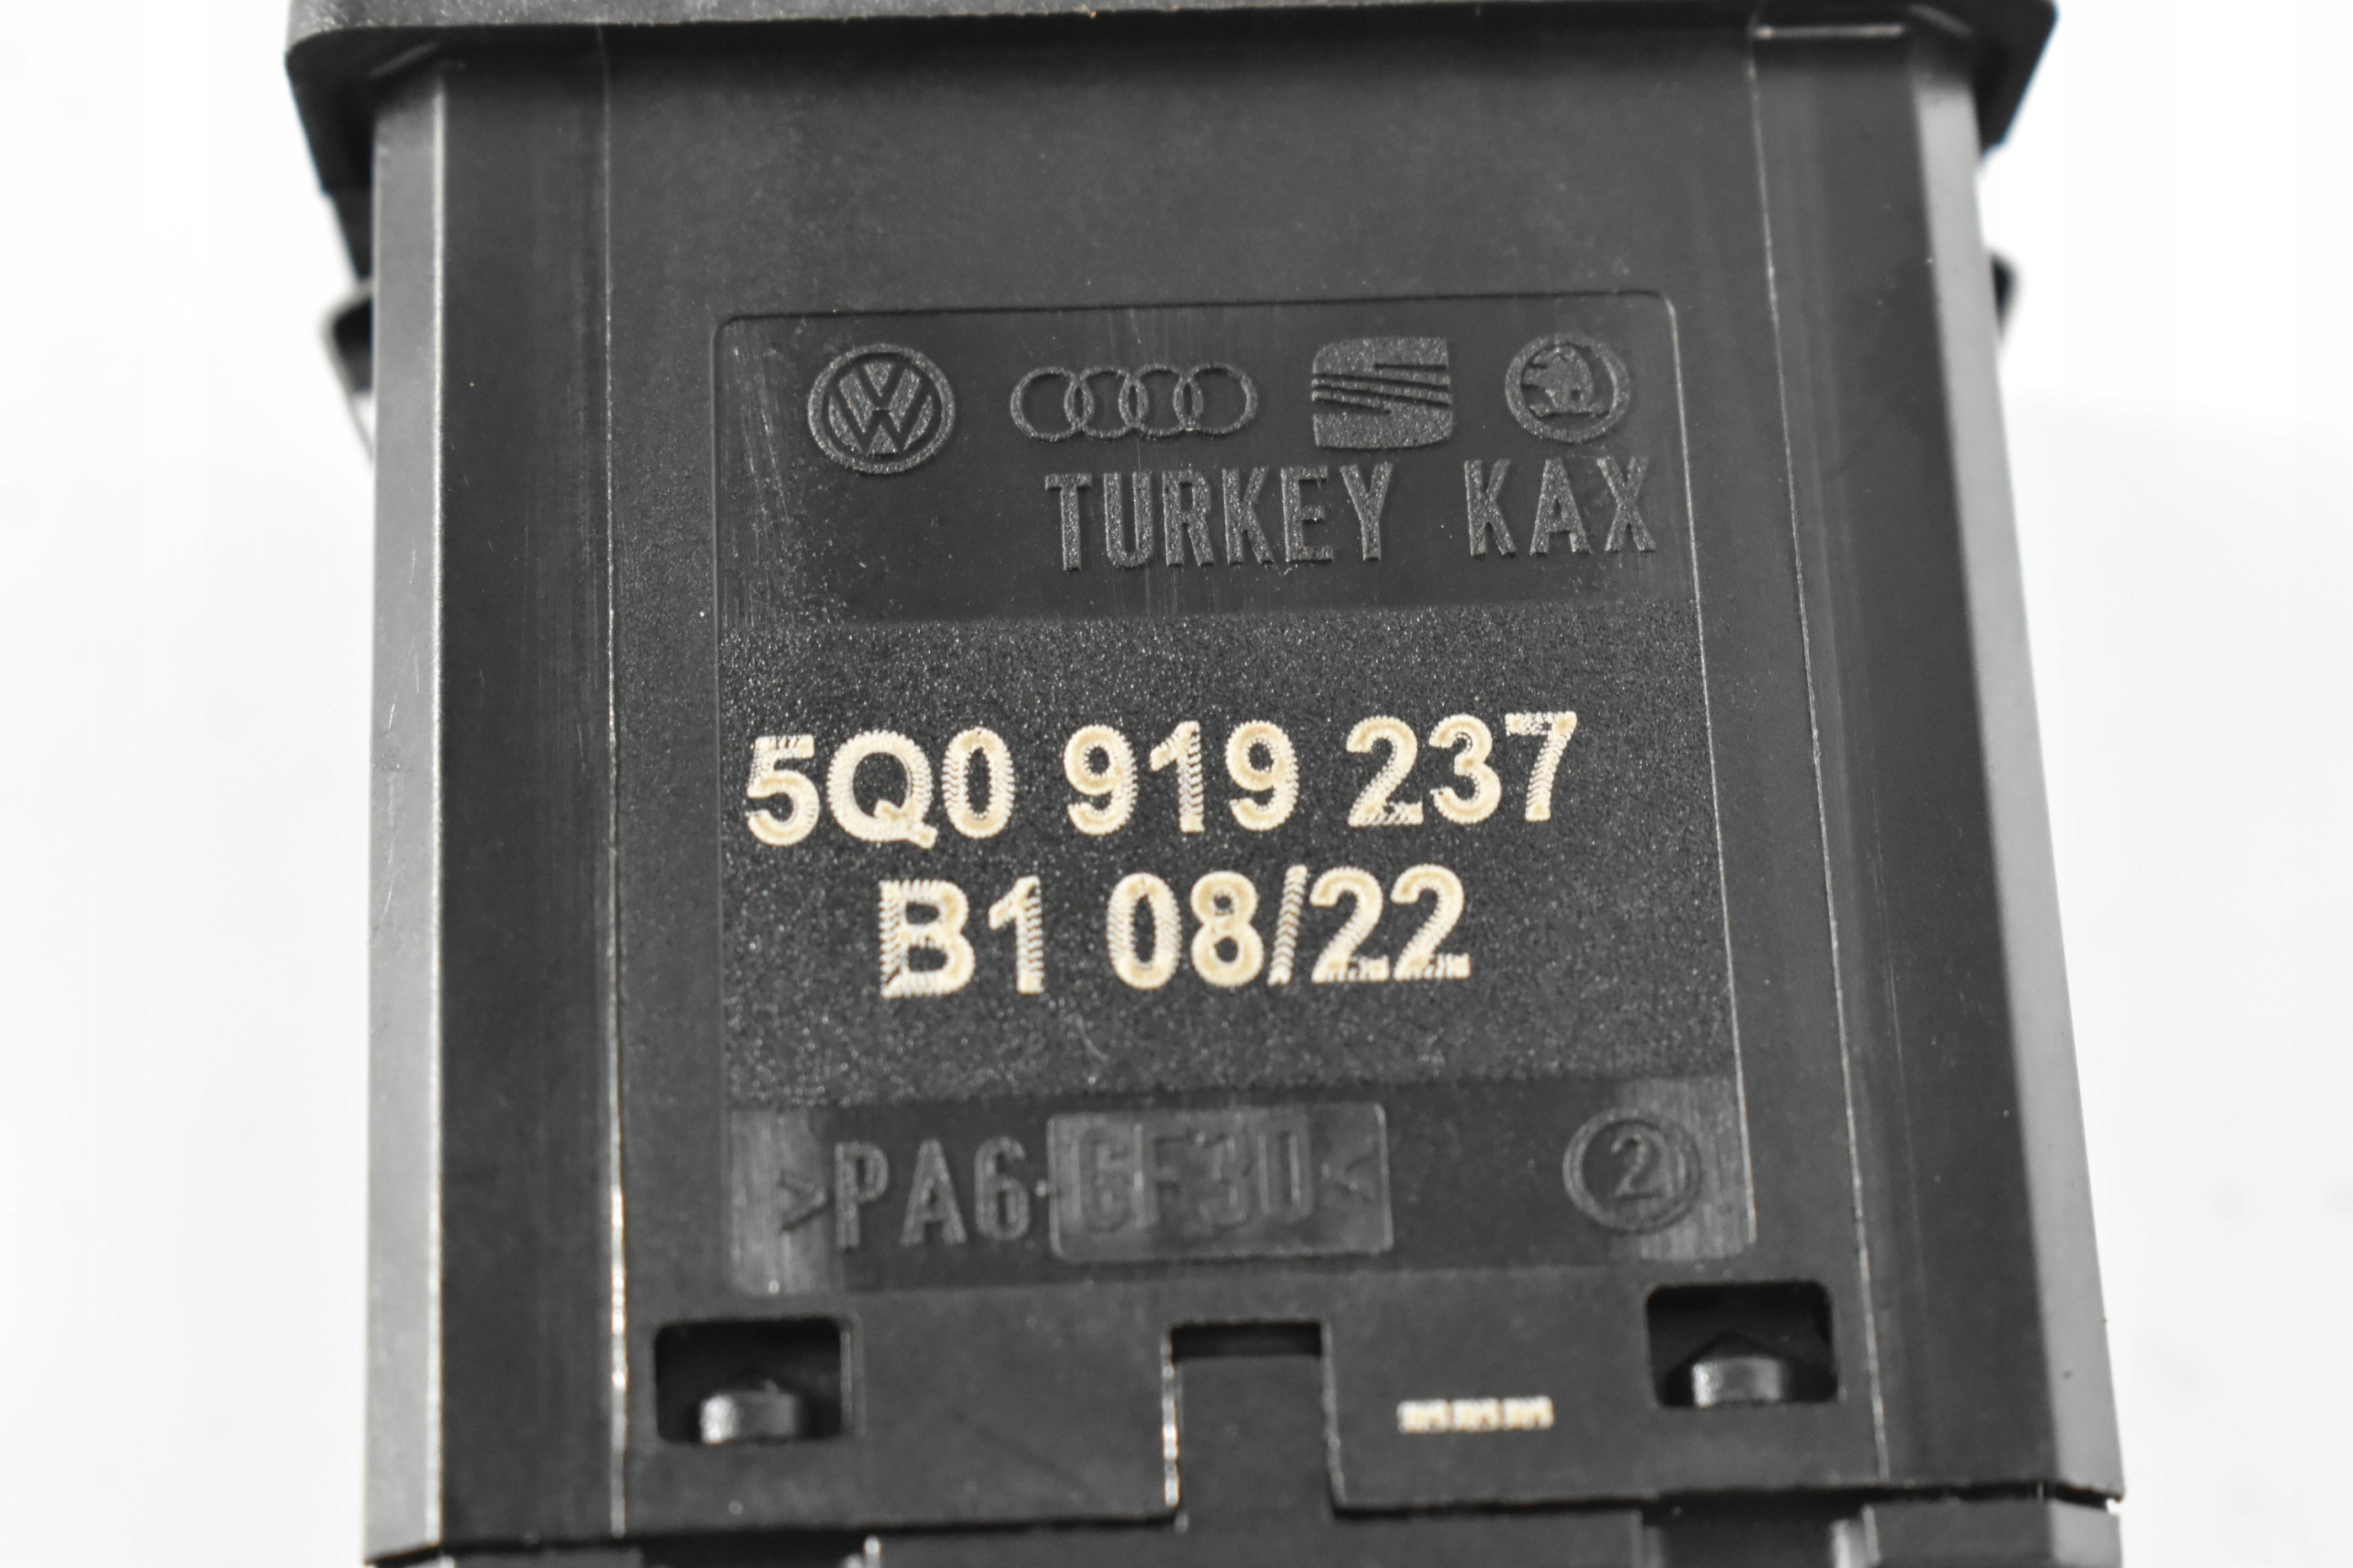 TURKEY KAX
5Q0 919 237
B1 08/22
>PA6.GF30< 2